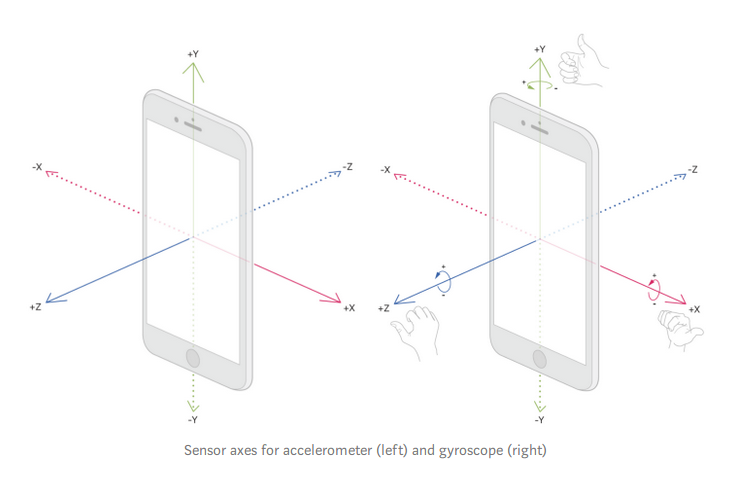 +Y
+Y
+
-
-X
-Z
-X
-Z
+
-
+
-
+Z
+X
+Z
+X
-Y
-Y
Sensor axes for accelerometer (left) and gyroscope (right)